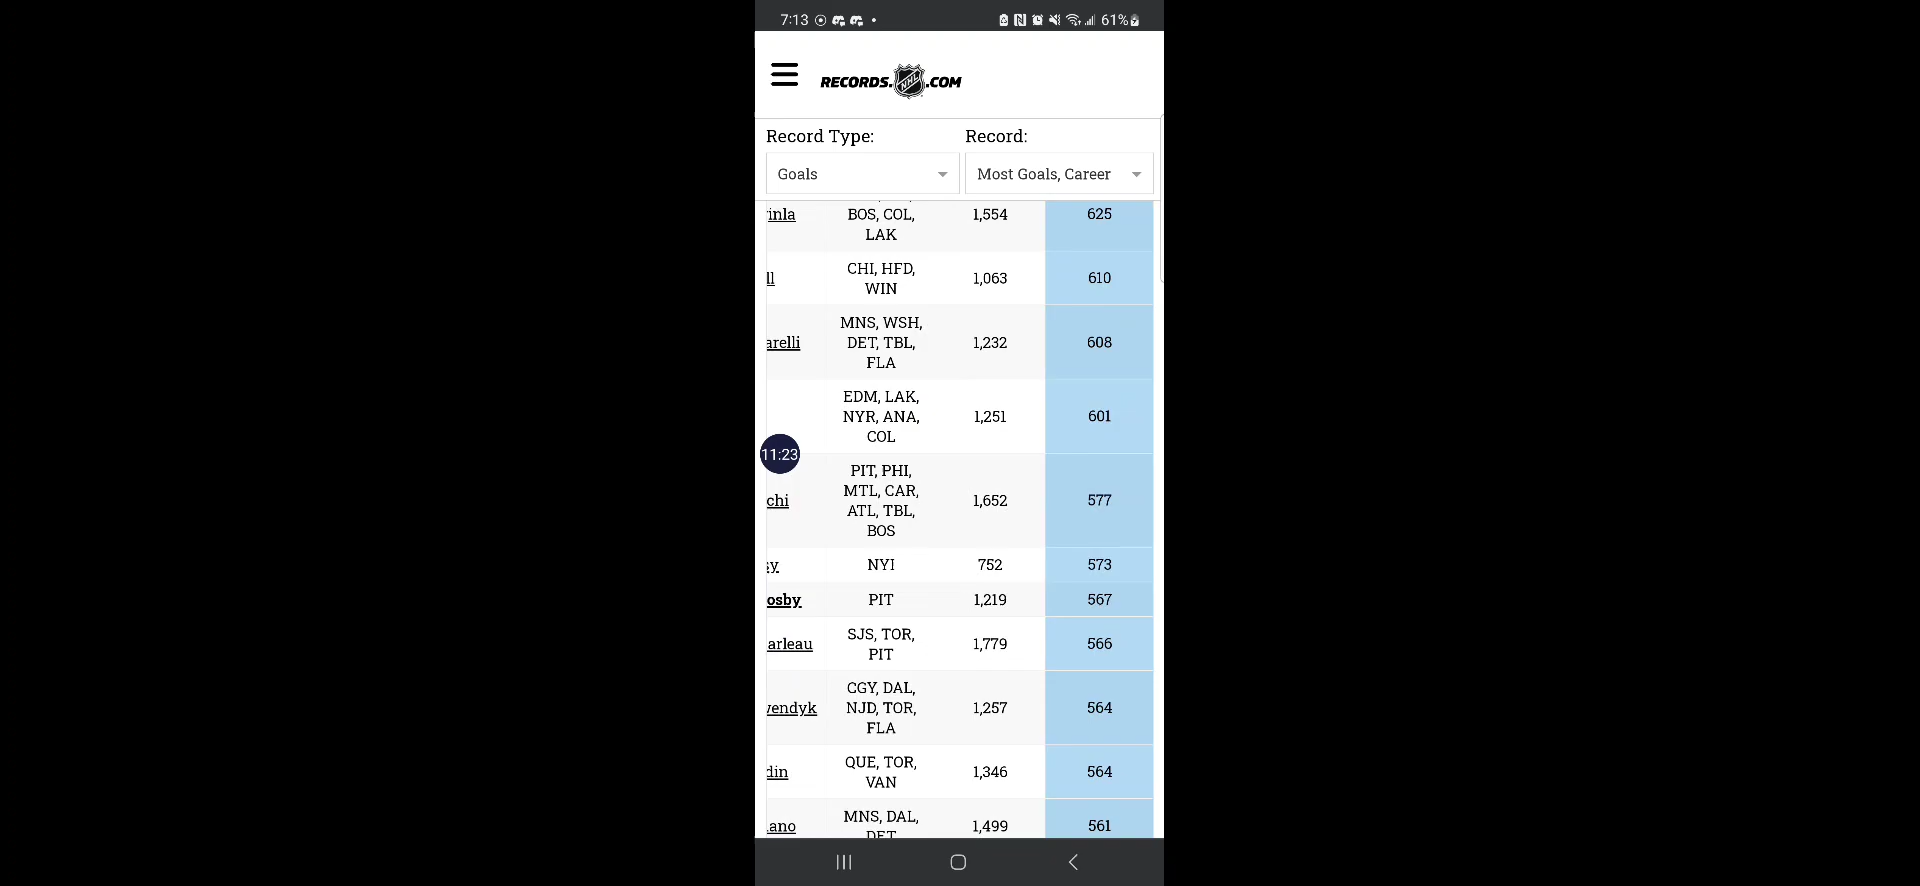 7:13
61%
RECORDS.NHL.COM
Record Type: Record:
Goals Most Goals, Career
inla BOS, COL, LAK 1,554 625
ll CHI, HFD, WIN 1,063 610
arelli MNS, WSH, DET, TBL, FLA 1,232 608
EDM, LAK, NYR, ANA, COL 1,251 601
11:23
chi PIT, PHI, MTL, CAR, ATL, TBL, BOS 1,652 577
sy NYI 752 573
osby PIT 1,219 567
arleau SJS, TOR, PIT 1,779 566
wendyk CGY, DAL, NJD, TOR, FLA 1,257 564
din QUE, TOR, VAN 1,346 564
ano MNS, DAL, DET 1,499 561